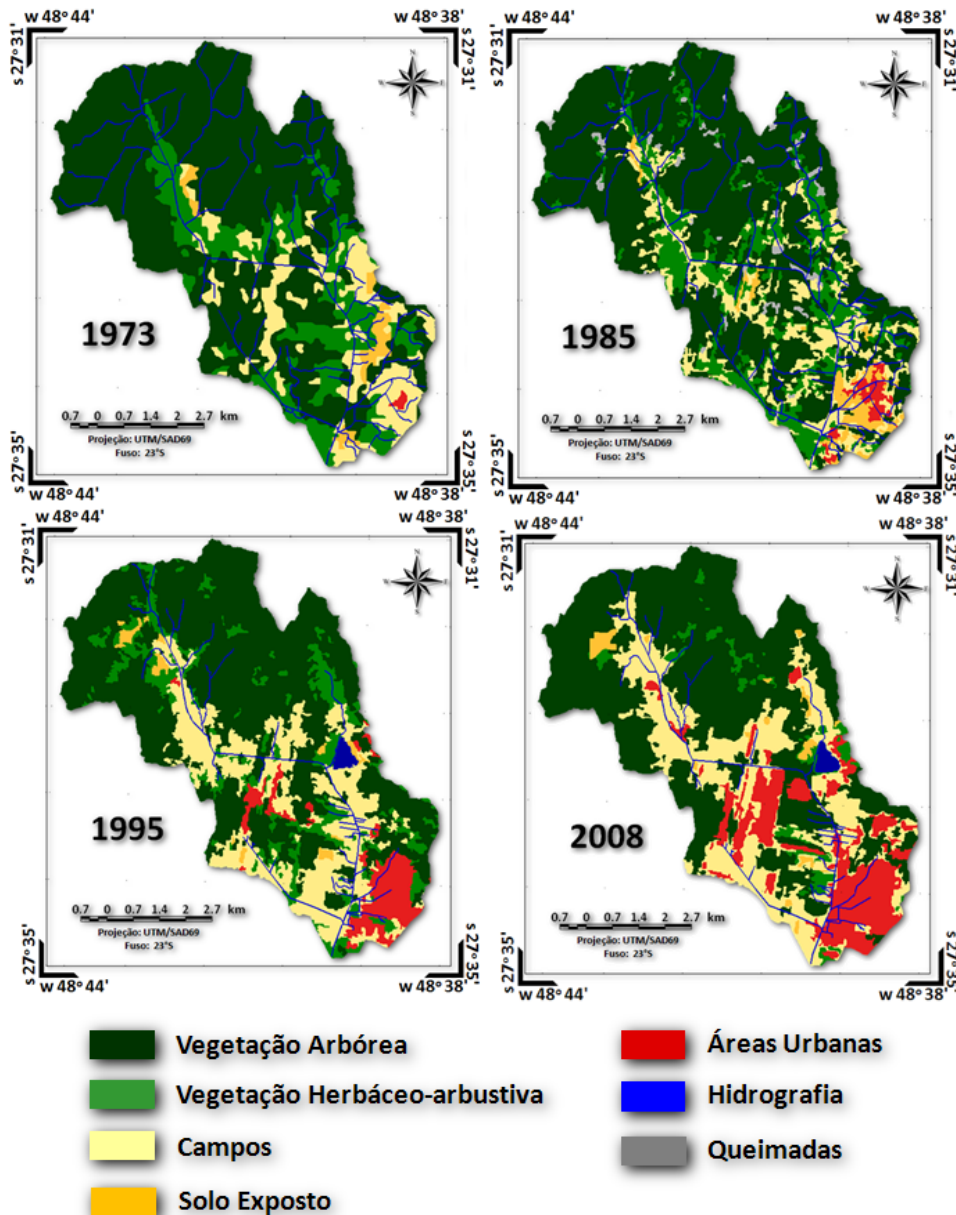 w 48° 44' w 48° 38'
s 27° 31' s 27° 31'
1973
0.7 0 0.7 1.4 2 2.7 km
Projeção: UTM/SAD69
Fuso: 23°S
s 27° 35' s 27° 35'
w 48° 44' w 48° 38'
w 48° 44' w 48° 38'
s 27° 31' s 27° 31'
1985
0.7 0 0.7 1.4 2 2.7 km
Projeção: UTM/SAD69
Fuso: 23°S
s 27° 35' s 27° 35'
w 48° 44' w 48° 38'
w 48° 44' w 48° 38'
s 27° 31' s 27° 31'
1995
0.7 0 0.7 1.4 2 2.7 km
Projeção: UTM/SAD69
Fuso: 23°S
s 27° 35' s 27° 35'
w 48° 44' w 48° 38'
w 48° 44' w 48° 38'
s 27° 31' s 27° 31'
2008
0.7 0 0.7 1.4 2 2.7 km
Projeção: UTM/SAD69
Fuso: 23°S
s 27° 35' s 27° 35'
w 48° 44' w 48° 38'
Vegetação Arbórea
Vegetação Herbáceo-arbustiva
Campos
Solo Exposto
Áreas Urbanas
Hidrografia
Queimadas